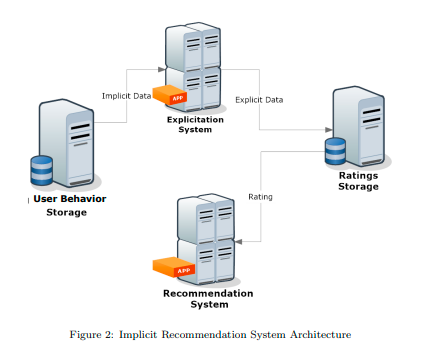 Implicit Data
APP
Explicitation
System
Explicit Data
User Behavior
Storage
Ratings
Storage
Rating
APP
Recommendation
System
Figure 2: Implicit Recommendation System Architecture